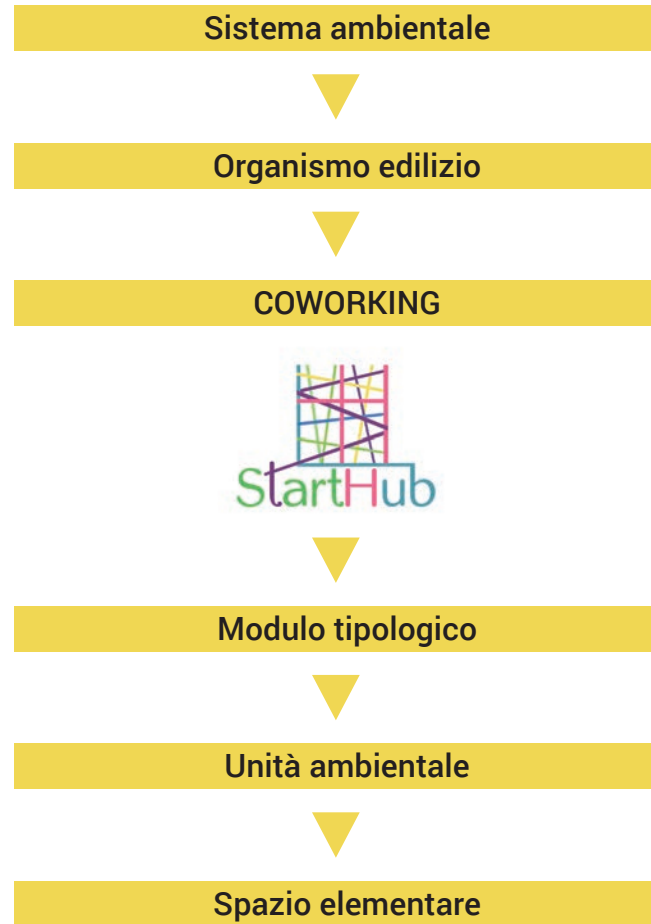 Sistema ambientale
Organismo edilizio
COWORKING
StartHub
Modulo tipologico
Unità ambientale
Spazio elementare